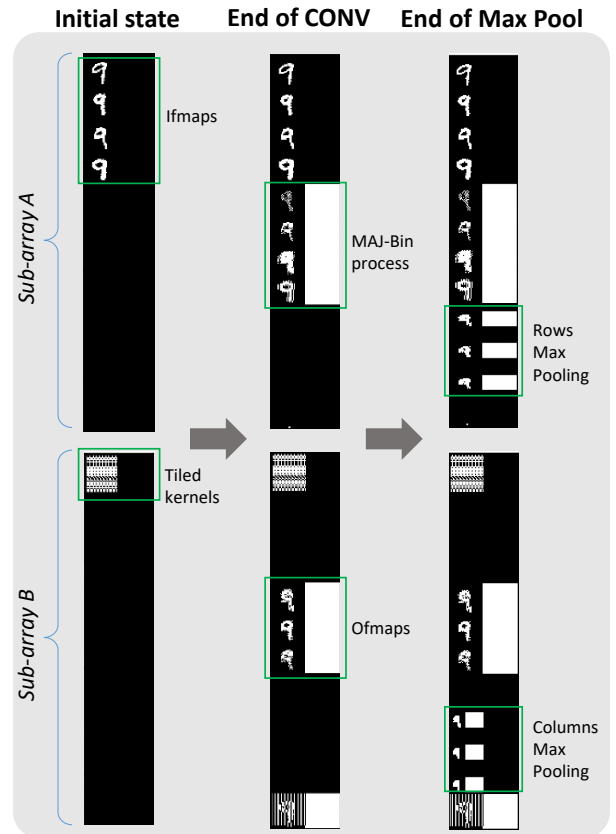 Initial state
End of CONV
End of Max Pool
Sub-array A
Ifmaps
MAJ-Bin
process
Rows
Max
Pooling
Sub-array B
Tiled
kernels
Ofmaps
Columns
Max
Pooling